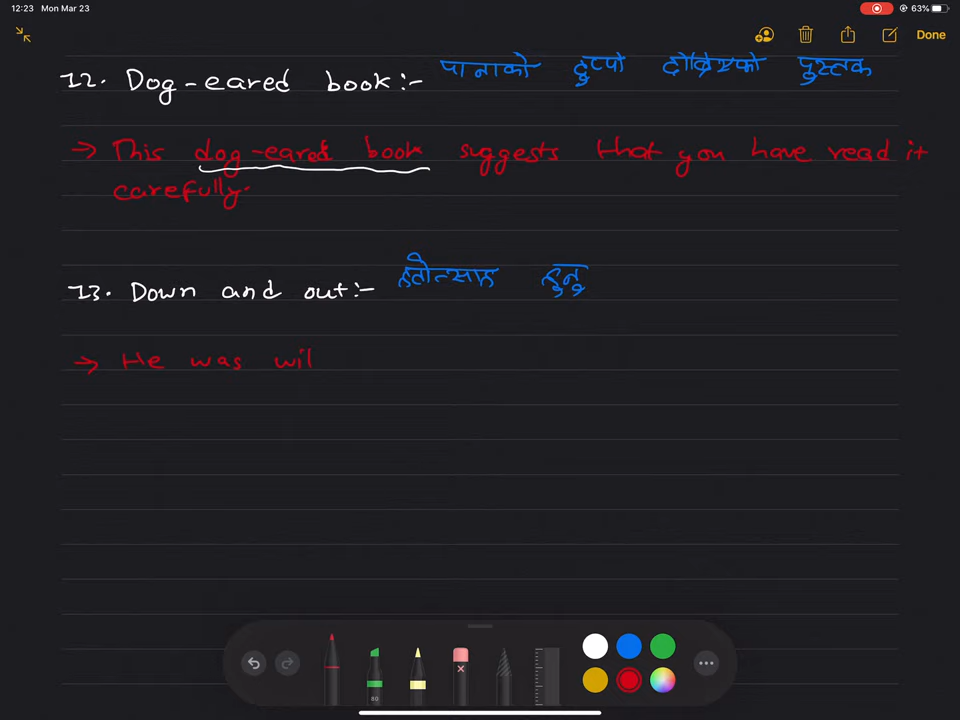 12:23 Mon Mar 23 63%
Done
12. Dog-eared book:- पानाको टुप्पो दोब्रिएको पुस्तक
→ This dog-eared book suggests that you have read it
carefully.
13. Down and out:- हतोत्साह हुनु
→ He was wil
80